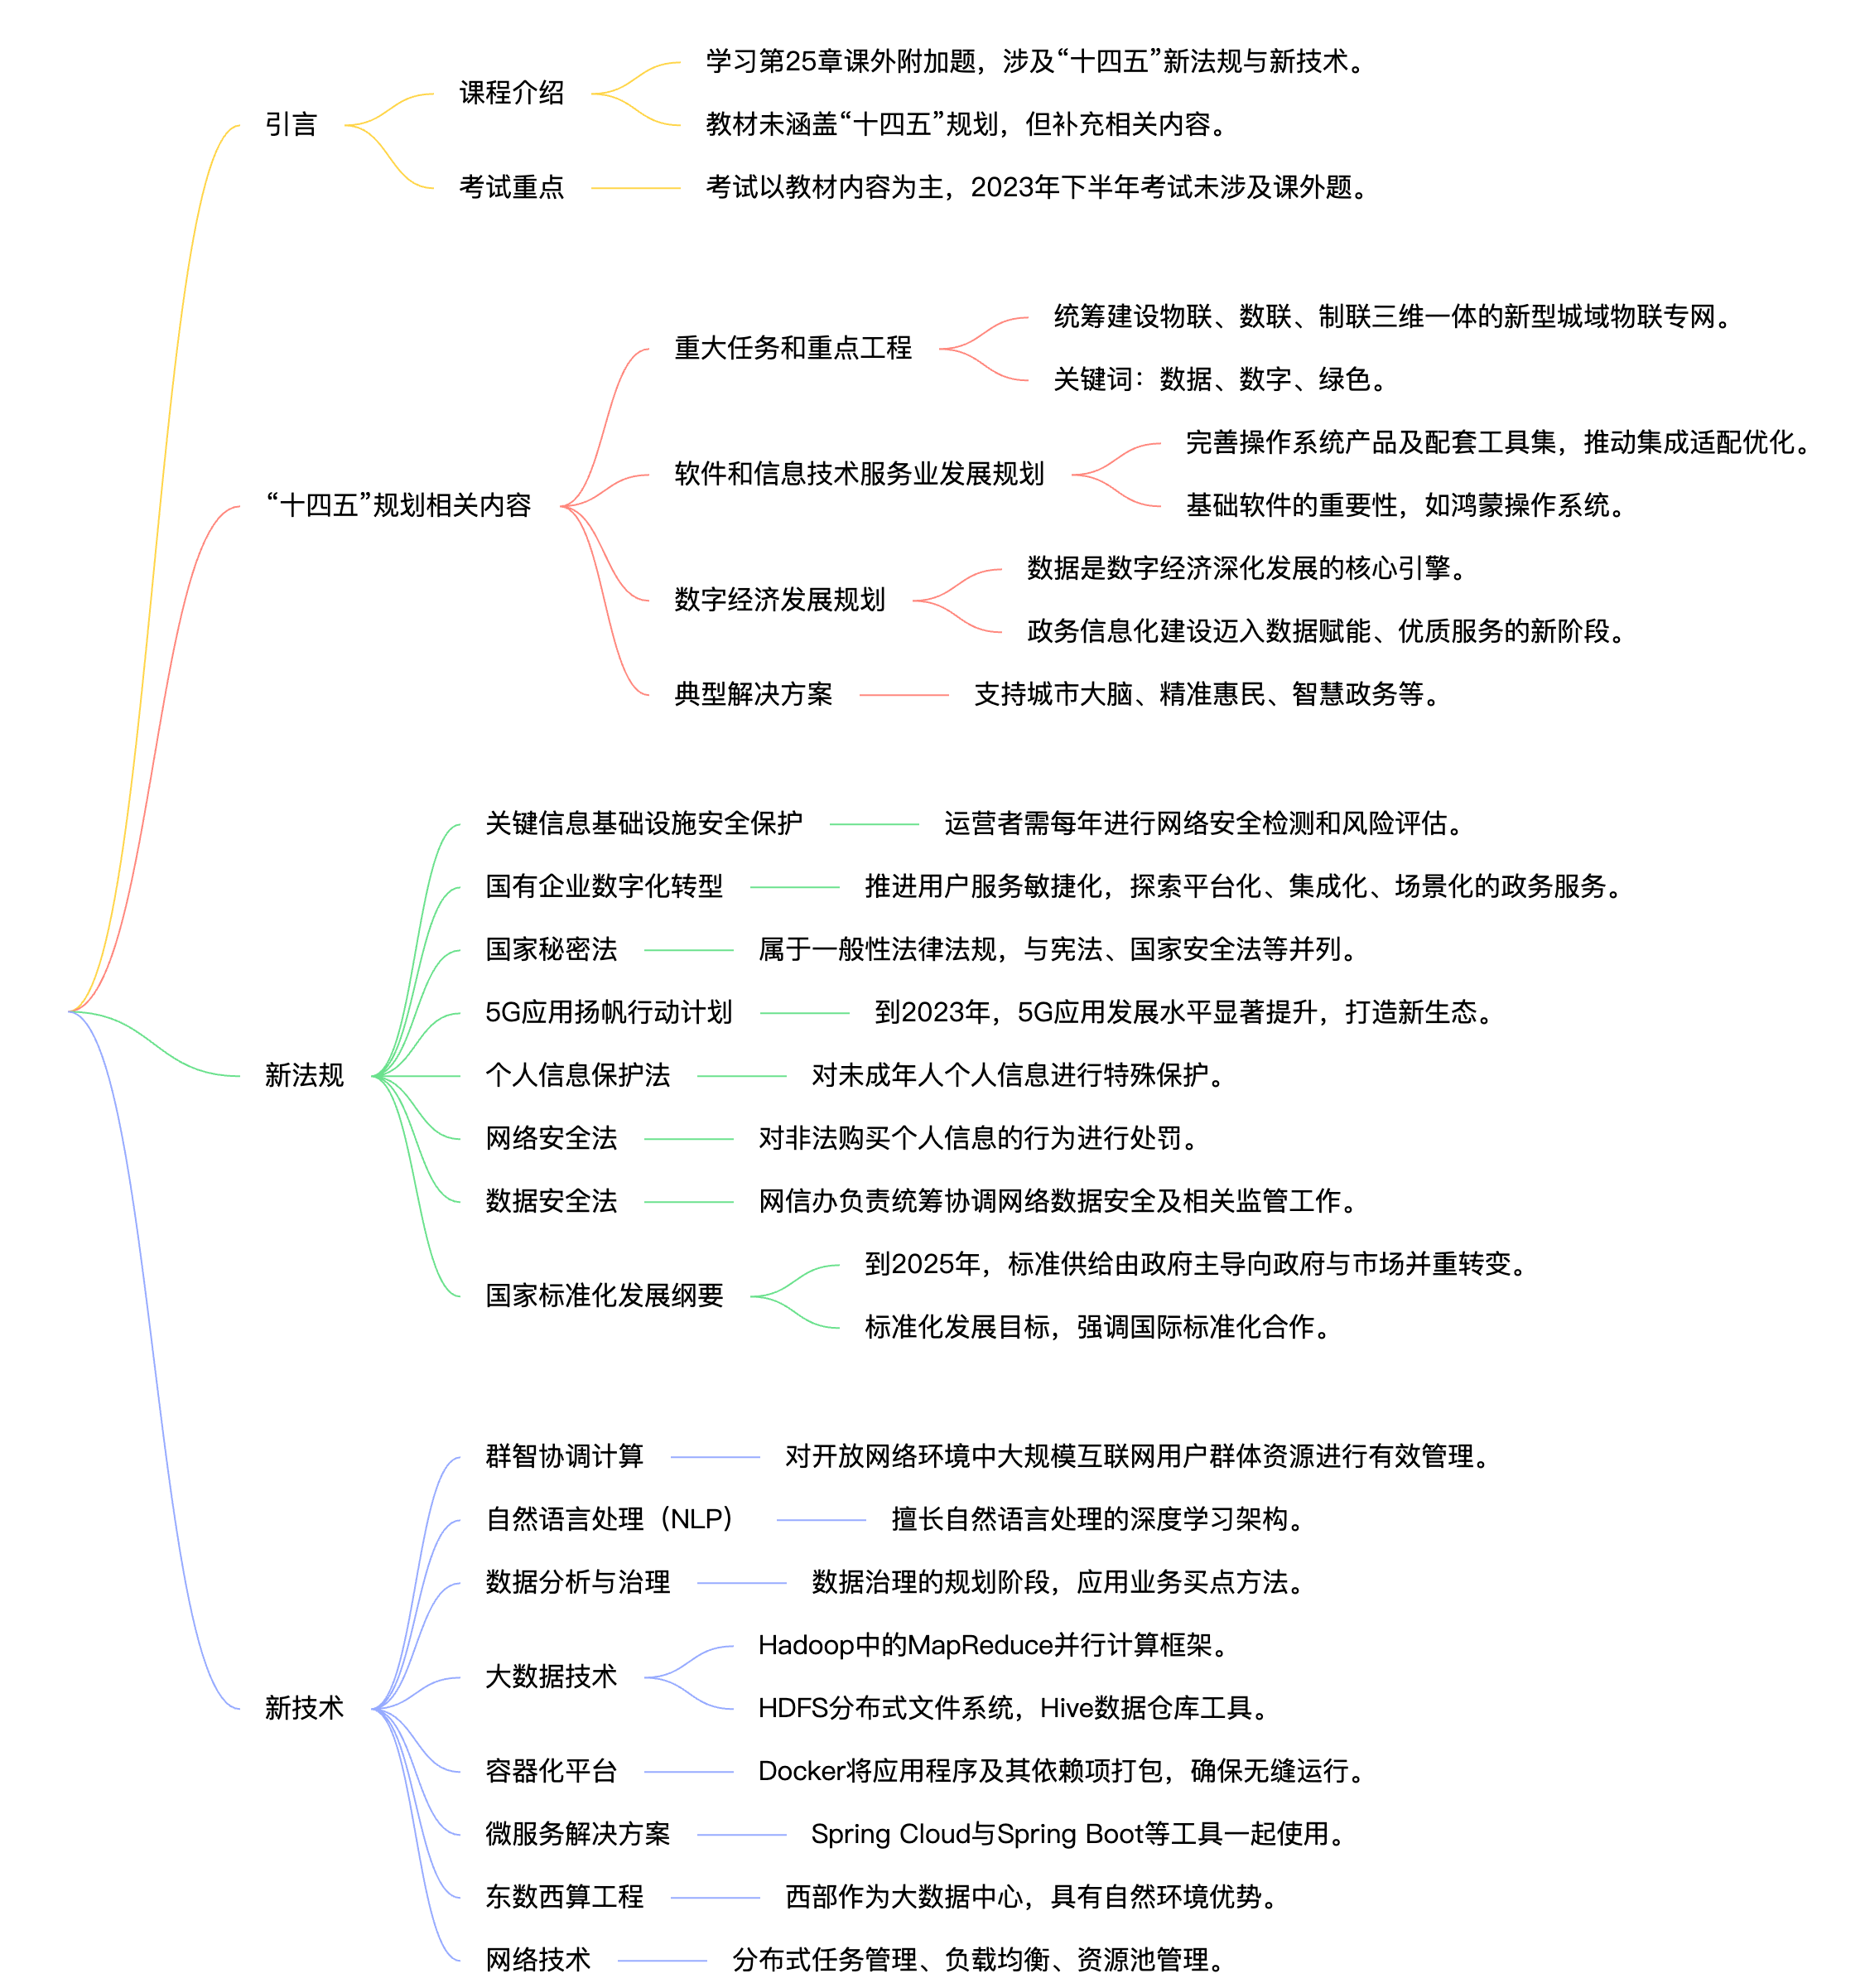 引言
课程介绍
学习第25章课外附加题，涉及“十四五”新法规与新技术。
教材未涵盖“十四五”规划，但补充相关内容。
考试重点
考试以教材内容为主，2023年下半年考试未涉及课外题。
“十四五”规划相关内容
重大任务和重点工程
统筹建设物联、数联、制联三维一体的新型城域物联专网。
关键词：数据、数字、绿色。
软件和信息技术服务业发展规划
完善操作系统产品及配套工具集，推动集成适配优化。
基础软件的重要性，如鸿蒙操作系统。
数字经济发展规划
数据是数字经济深化发展的核心引擎。
政务信息化建设迈入数据赋能、优质服务的新阶段。
典型解决方案
支持城市大脑、精准惠民、智慧政务等。
新法规
关键信息基础设施安全保护
运营者需每年进行网络安全检测和风险评估。
国有企业数字化转型
推进用户服务敏捷化，探索平台化、集成化、场景化的政务服务。
国家秘密法
属于一般性法律法规，与宪法、国家安全法等并列。
5G应用扬帆行动计划
到2023年，5G应用发展水平显著提升，打造新生态。
个人信息保护法
对未成年人个人信息进行特殊保护。
网络安全法
对非法购买个人信息的行为进行处罚。
数据安全法
网信办负责统筹协调网络数据安全及相关监管工作。
国家标准化发展纲要
到2025年，标准供给由政府主导向政府与市场并重转变。
标准化发展目标，强调国际标准化合作。
新技术
群智协调计算
对开放网络环境中大规模互联网用户群体资源进行有效管理。
自然语言处理（NLP）
擅长自然语言处理的深度学习架构。
数据分析与治理
数据治理的规划阶段，应用业务买点方法。
大数据技术
Hadoop中的MapReduce并行计算框架。
HDFS分布式文件系统，Hive数据仓库工具。
容器化平台
Docker将应用程序及其依赖项打包，确保无缝运行。
微服务解决方案
Spring Cloud与Spring Boot等工具一起使用。
东数西算工程
西部作为大数据中心，具有自然环境优势。
网络技术
分布式任务管理、负载均衡、资源池管理。